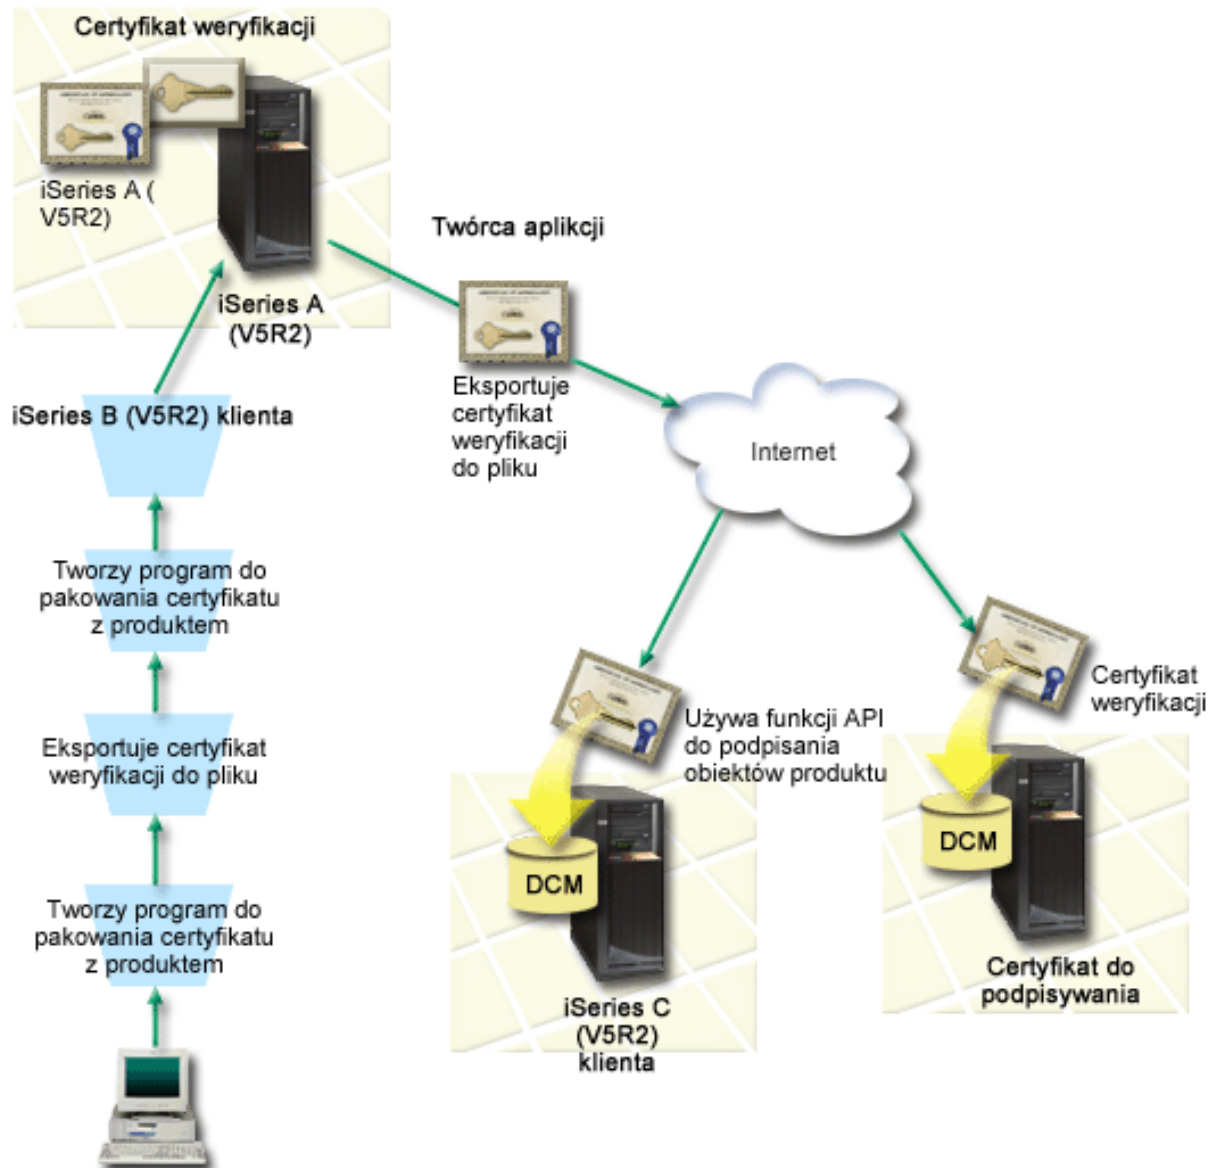 Certyfikat weryfikacji
iSeries A (
V5R2)
iSeries A
(V5R2)
Twórca aplikcji
Eksportuje
certyfikat
weryfikacji
do pliku
Internet
iSeries B (V5R2) klienta
Tworzy program do
pakowania certyfikatu
z produktem
Eksportuje certyfikat
weryfikacji do pliku
Tworzy program do
pakowania certyfikatu
z produktem
Używa funkcji API
do podpisania
obiektów produktu
DCM
iSeries C
(V5R2)
klienta
Certyfikat
weryfikacji
DCM
Certyfikat do
podpisywania